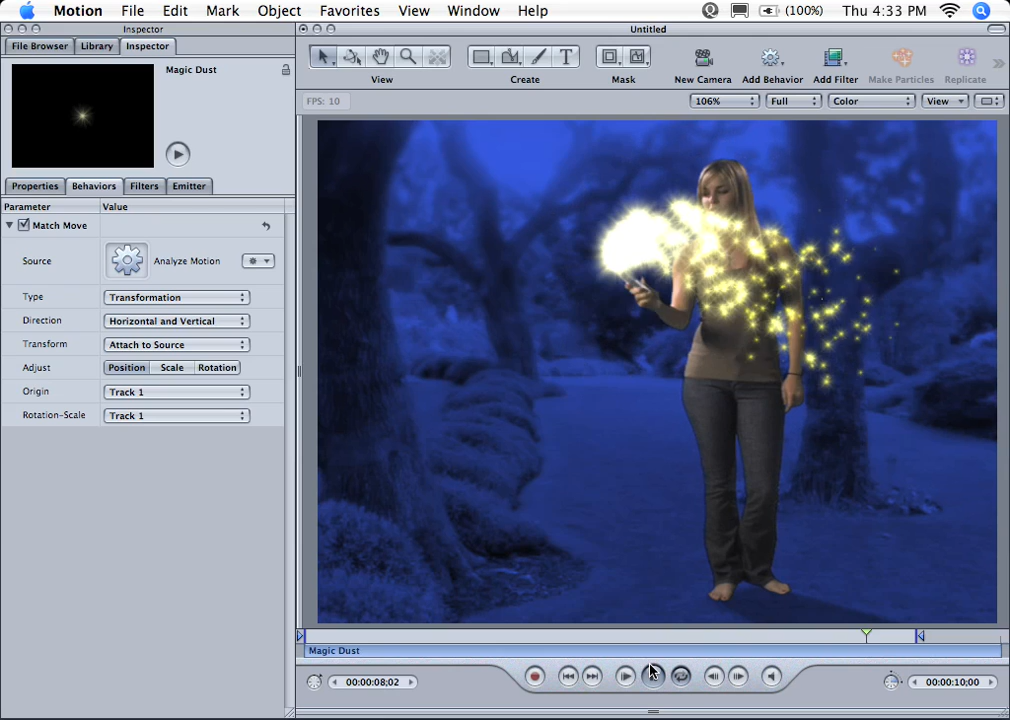 Motion File Edit Mark Object Favorites View Window Help (100%) Thu 4:33 PM
Inspector
File Browser Library Inspector
Magic Dust
Properties Behaviors Filters Emitter
Parameter Value
Match Move
Source Analyze Motion
Type Transformation
Direction Horizontal and Vertical
Transform Attach to Source
Adjust Position Scale Rotation
Origin Track 1
Rotation-Scale Track 1
Untitled
T
View Create Mask New Camera Add Behavior Add Filter Make Particles Replicate
FPS: 10 106% Full Color View
Magic Dust
00:00:08;02 00:00:10;00